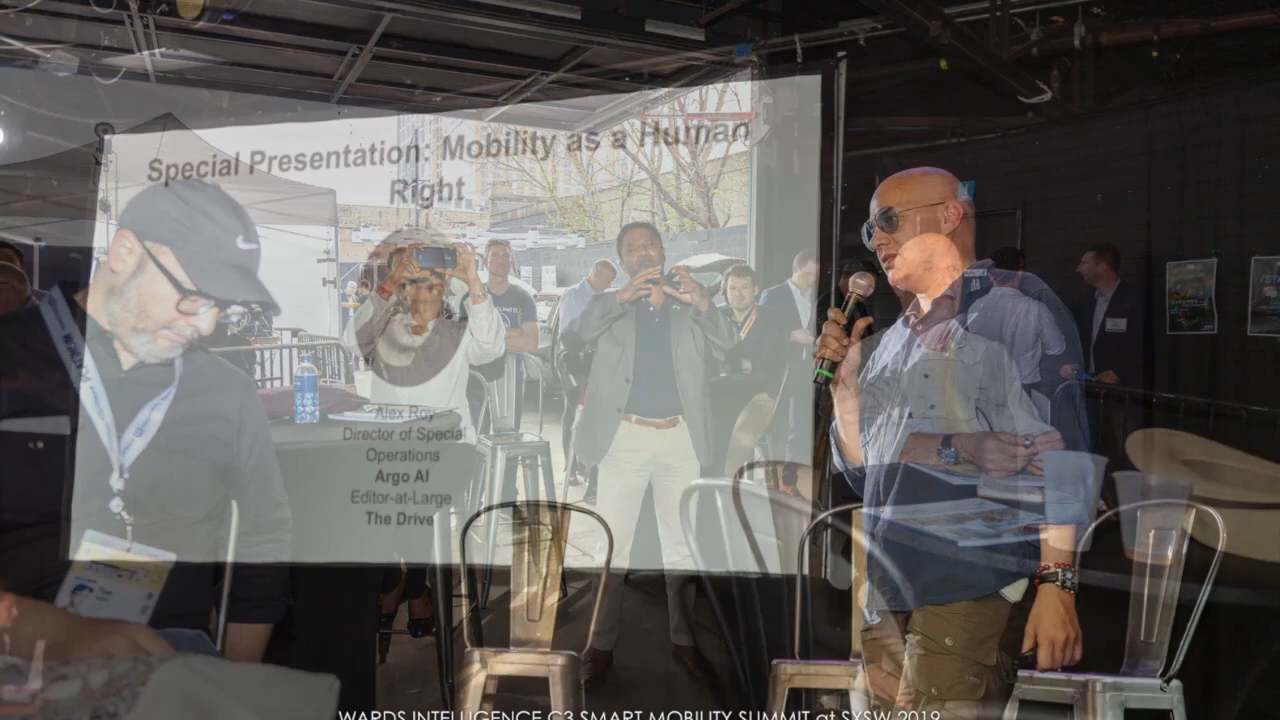 Special Presentation: Mobility as a Human
Right
Alex Roy
Director of Special
Operations
Argo AI
Editor-at-Large
The Drive
WARDS INTELLIGENCE C3 SMART MOBILITY SUMMIT at SXSW 2019